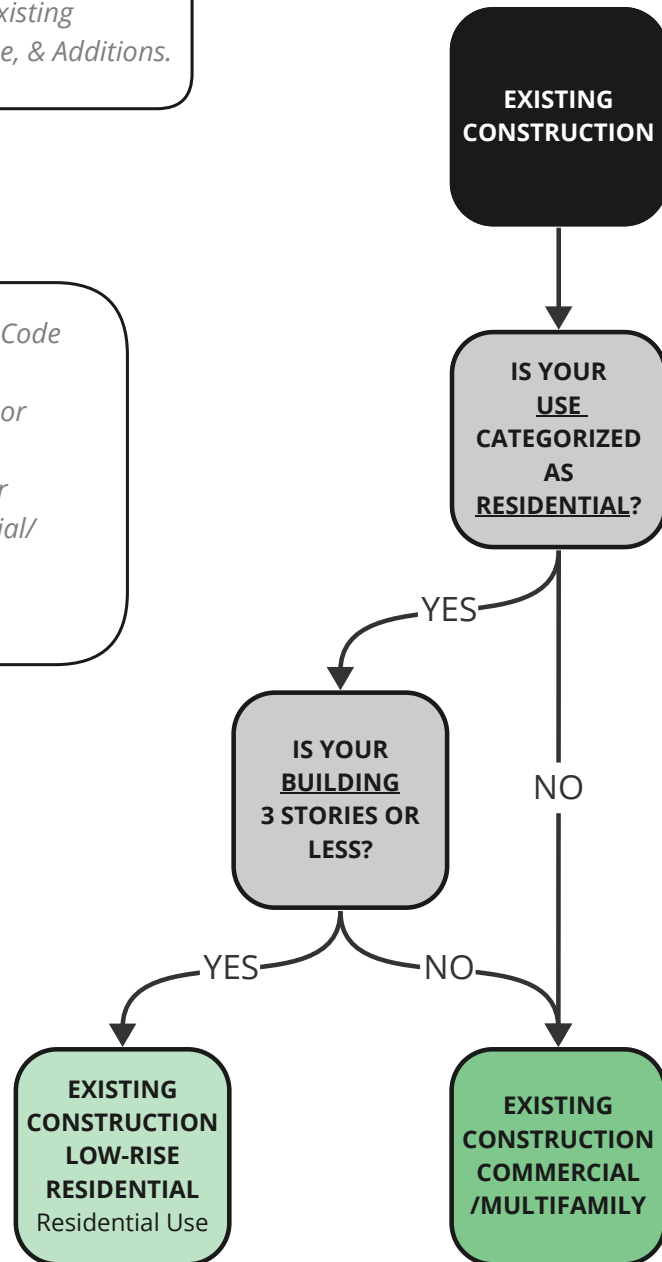 xisting
e, & Additions.
EXISTING
CONSTRUCTION
Code
or
r
ial/
IS YOUR
USE
CATEGORIZED
AS
RESIDENTIAL?
YES
IS YOUR
BUILDING
3 STORIES OR
LESS?
NO
YES
NO
EXISTING
CONSTRUCTION
LOW-RISE
RESIDENTIAL
Residential Use
EXISTING
CONSTRUCTION
COMMERCIAL
/MULTIFAMILY